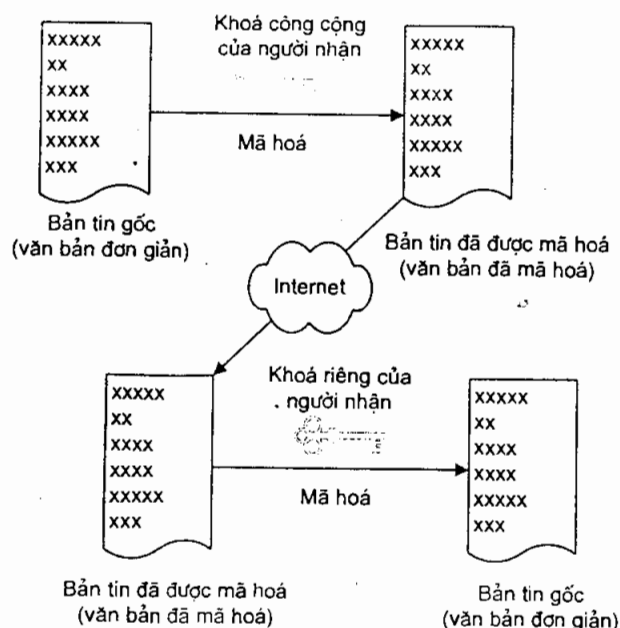 xxxxx
xx
xxxx
xxxx
xxxxx
xxx
Bản tin gốc
(văn bản đơn giản)
Khoá công cộng
của người nhận
Mã hoá
xxxxx
xx
xxxx
xxxx
xxxxx
xxx
Bản tin đã được mã hoá
(văn bản đã mã hoá)
Internet
xxxxx
xx
xxxx
xxxx
xxxxx
xxx
Bản tin đã được mã hoá
(văn bản đã mã hoá)
Khoá riêng của
người nhận
Mã hoá
xxxxx
xx
xxxx
xxxx
xxxxx
xxx
Bản tin gốc
(văn bản đơn giản)